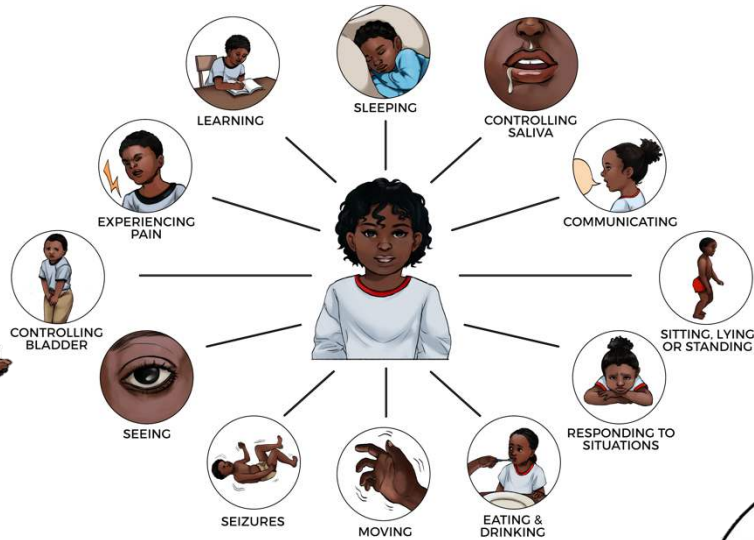 LEARNING
SLEEPING
CONTROLLING
SALIVA
EXPERIENCING
PAIN
COMMUNICATING
CONTROLLING
BLADDER
SITTING, LYING
OR STANDING
SEEING
RESPONDING TO
SITUATIONS
SEIZURES
MOVING
EATING &
DRINKING